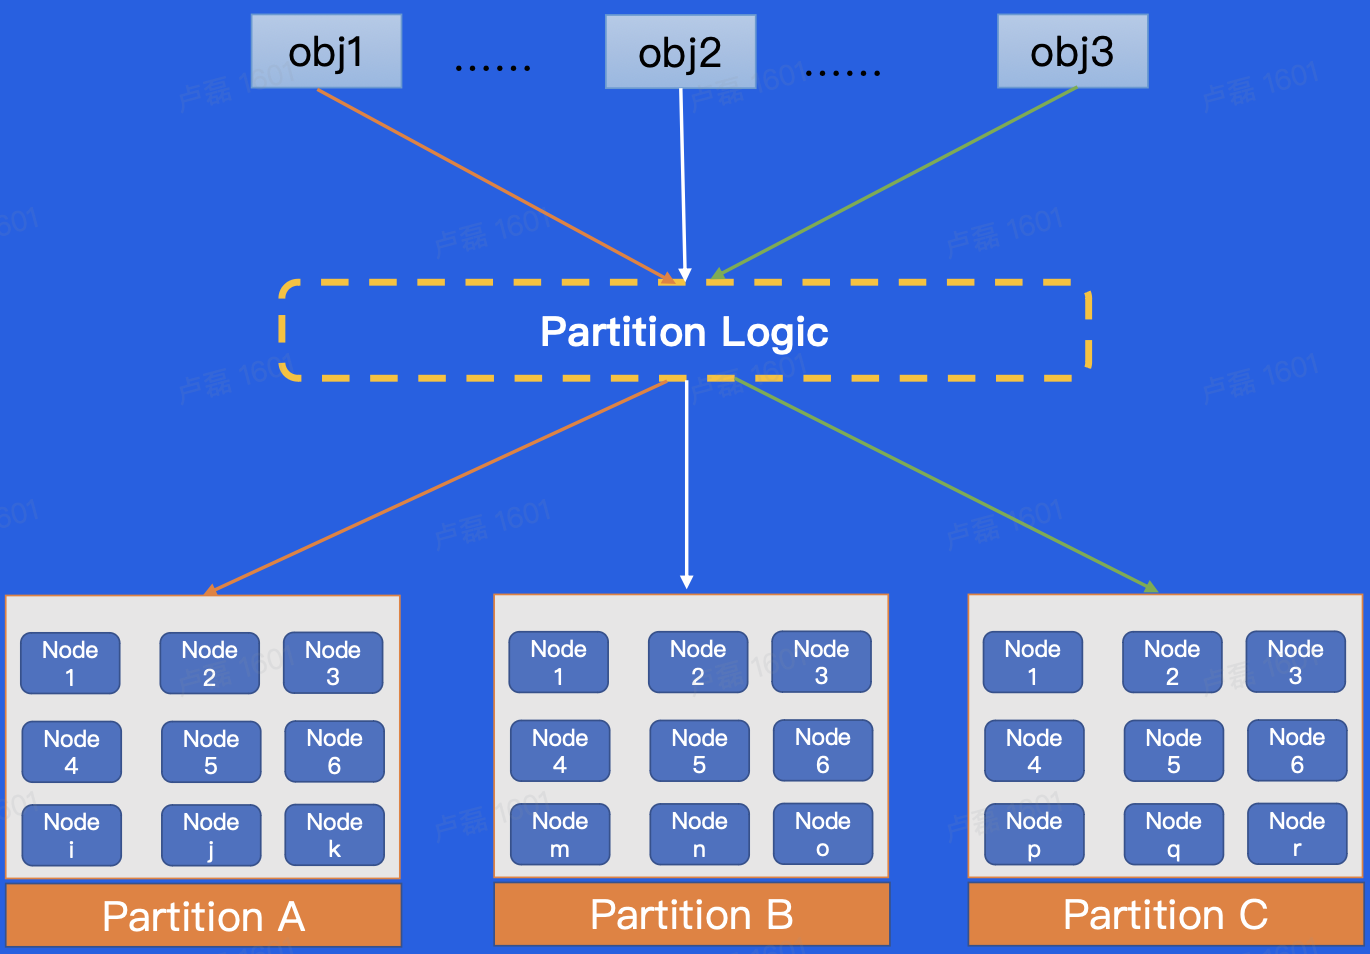 obj1
......
obj2
......
obj3
Partition Logic
Node
1
Node
2
Node
3
Node
4
Node
5
Node
6
Node
i
Node
j
Node
k
Partition A
Node
1
Node
2
Node
3
Node
4
Node
5
Node
6
Node
m
Node
n
Node
o
Partition B
Node
1
Node
2
Node
3
Node
4
Node
5
Node
6
Node
p
Node
q
Node
r
Partition C
卢磊 1601